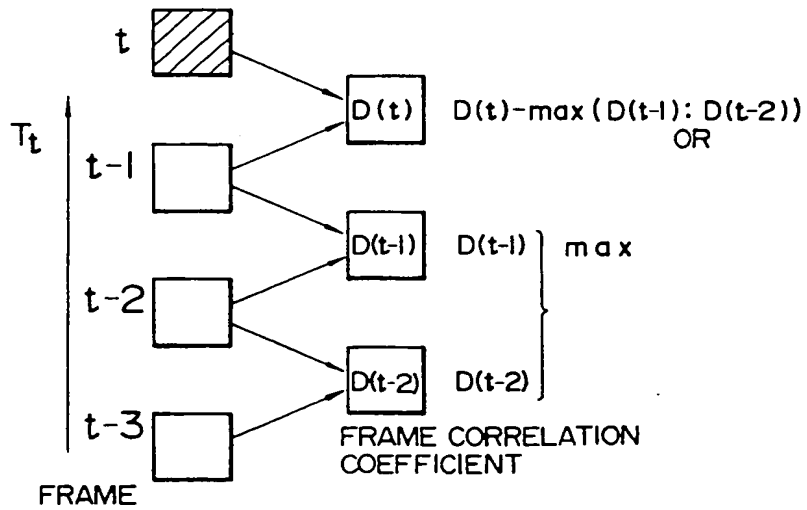 t
D(t) D(t)-max(D(t-1): D(t-2))
OR
Tt
t-1
D(t-1) D(t-1) max
t-2
D(t-2) D(t-2)
t-3
FRAME CORRELATION
COEFFICIENT
FRAME